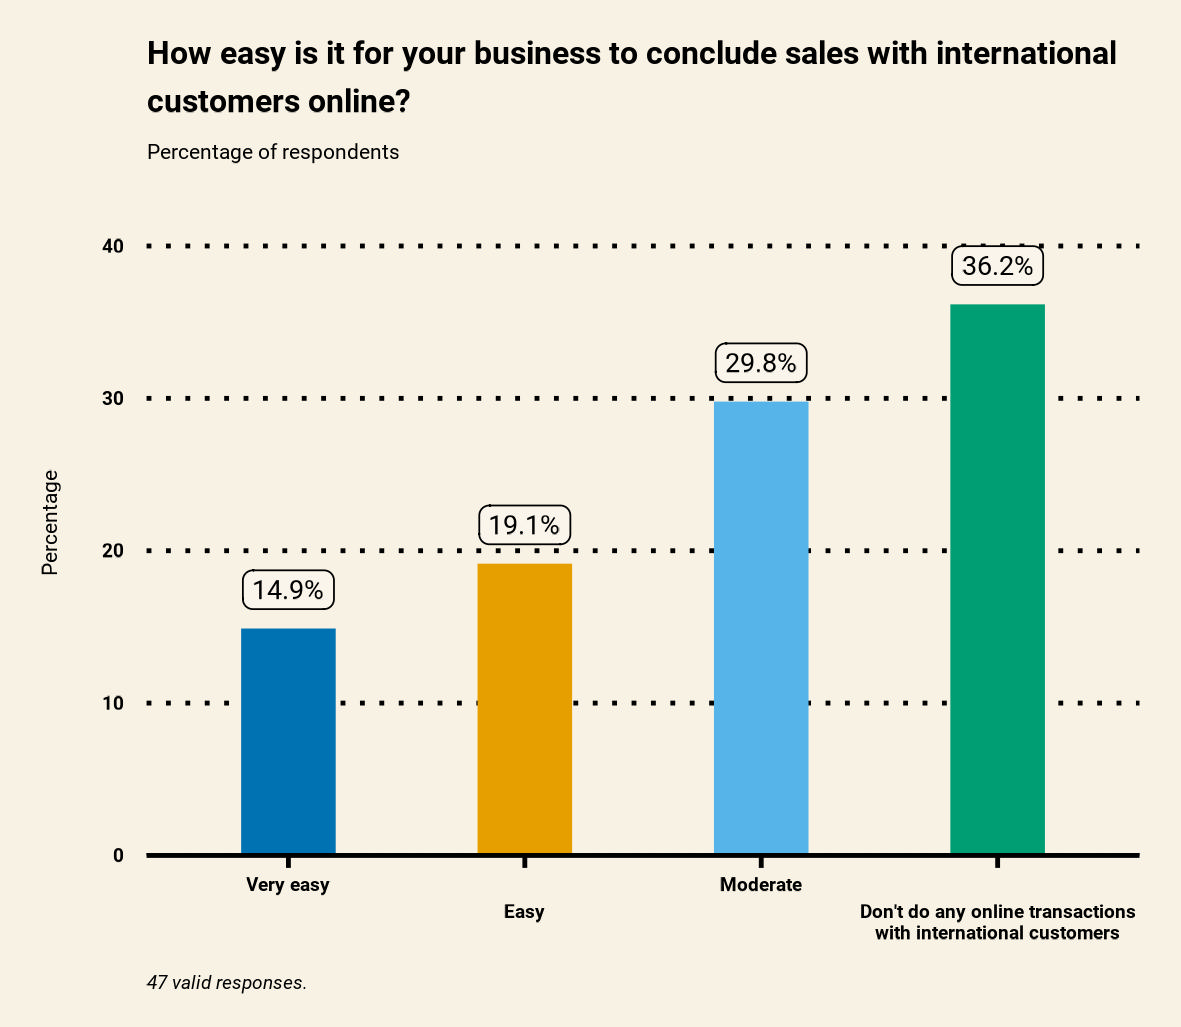 How easy is it for your business to conclude sales with international
customers online?
Percentage of respondents
40
30
20
10
0
Percentage
36.2%
29.8%
19.1%
14.9%
Very easy
Easy
Moderate
Don't do any online transactions
with international customers
47 valid responses.